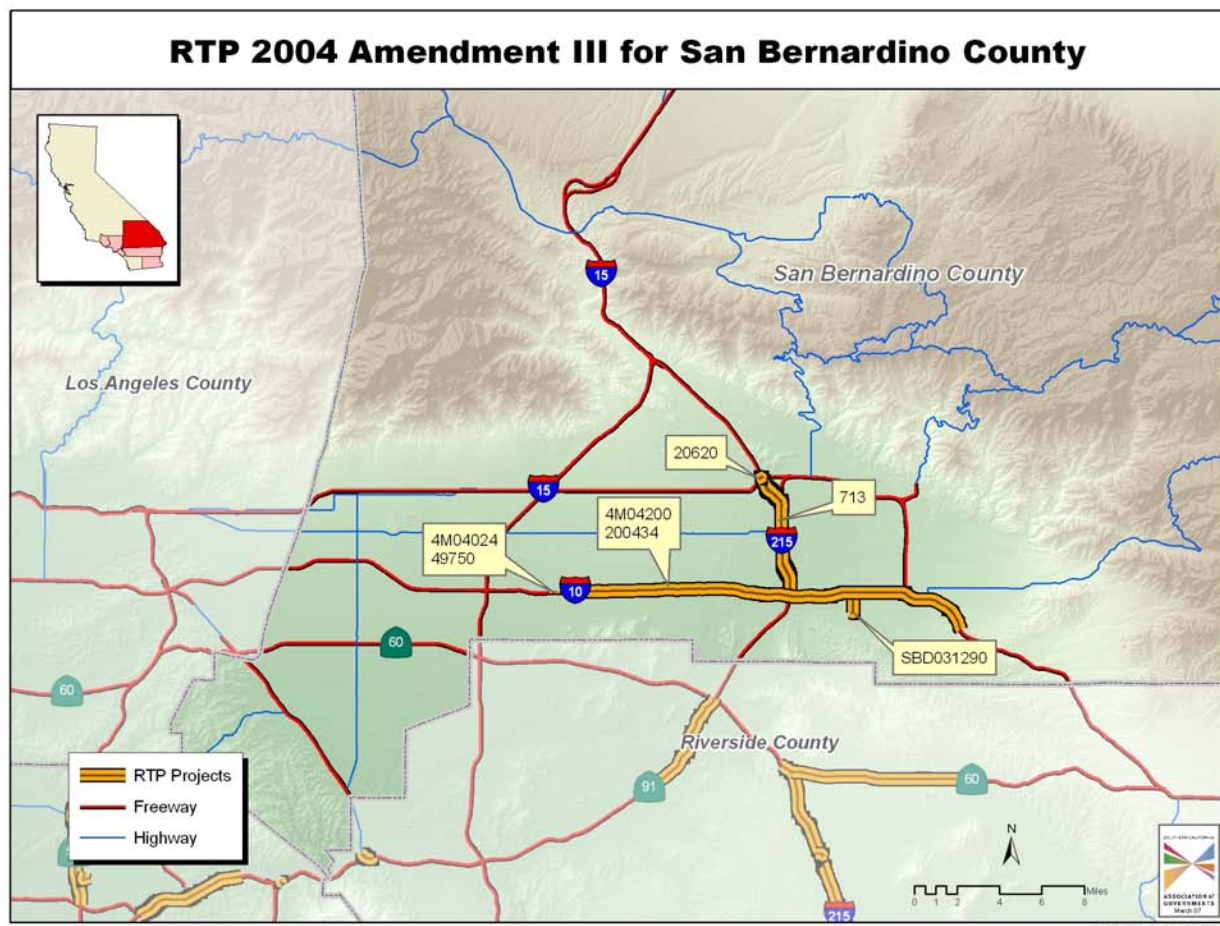 RTP 2004 Amendment III for San Bernardino County
15
San Bernardino County
Los Angeles County
20620
15
4M04200
200434
713
4M04024
49750
215
10
60
SBD031290
60
Riverside County
RTP Projects
Freeway
Highway
91
60
N
Miles
0 1 2 4 6 8
215
SOUTHERN CALIFORNIA
ASSOCIATION of
GOVERNMENTS
March 07